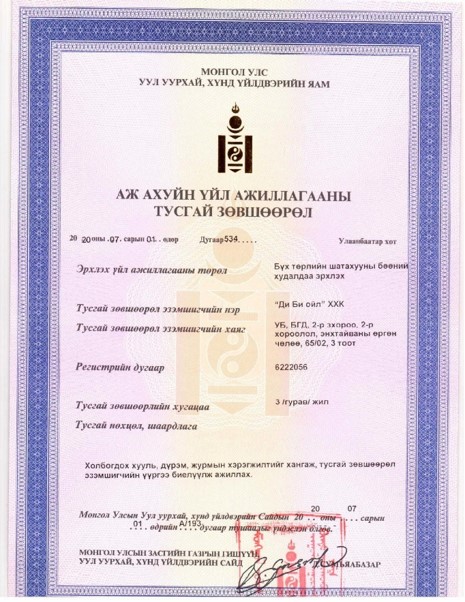 МОНГОЛ УЛС
УУЛ УУРХАЙ, ХҮНД ҮЙЛДВЭРИЙН ЯАМ
АЖ АХУЙН ҮЙЛ АЖИЛЛАГААНЫ
ТУСГАЙ ЗӨВШӨӨРӨЛ
20 20 оны .07. сарын 01. өдөр Дугаар 534 ..... Улаанбаатар хот
Эрхлэх үйл ажиллагааны төрөл Бүх төрлийн шатахууны бөөний
худалдаа эрхлэх
Тусгай зөвшөөрөл эзэмшигчийн нэр "Ди Би ойл" ХХК
Тусгай зөвшөөрөл эзэмшигчийн хаяг УБ, БГД, 2-р эхороо, 2-р
хороолол, энхтайваны өргөн
чөлөө, 65/02, 3 тоот
Регистрийн дугаар 6222056
Тусгай зөвшөөрлийн хугацаа 3 /гурав/ жил
Тусгай нөхцөл, шаардлага
Холбогдох хууль, дүрэм, журмын хэрэгжилтийг хангаж, тусгай зөвшөөрөл
эзэмшигчийн үүргээ биелүүлж ажиллах.
Монгол Улсын Уул уурхай, хүнд үйлдвэрийн Сайдын 20 20 оны 07 сарын
01 өдрийн А/193 дугаар тушаалыг үндэслэн олгов.
МОНГОЛ УЛСЫН ЗАСГИЙН ГАЗРЫН ГИШҮҮН
УУЛ УУРХАЙ, ХҮНД ҮЙЛДВЭРИЙН САЙД